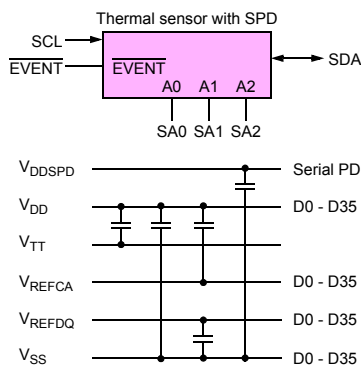 Thermal sensor with SPD
SCL
EVENT EVENT
SDA
A0 A1 A2
SA0 SA1 SA2
VDDSPD Serial PD
VDD D0 - D35
VTT
VREFCA D0 - D35
VREFDQ D0 - D35
VSS D0 - D35